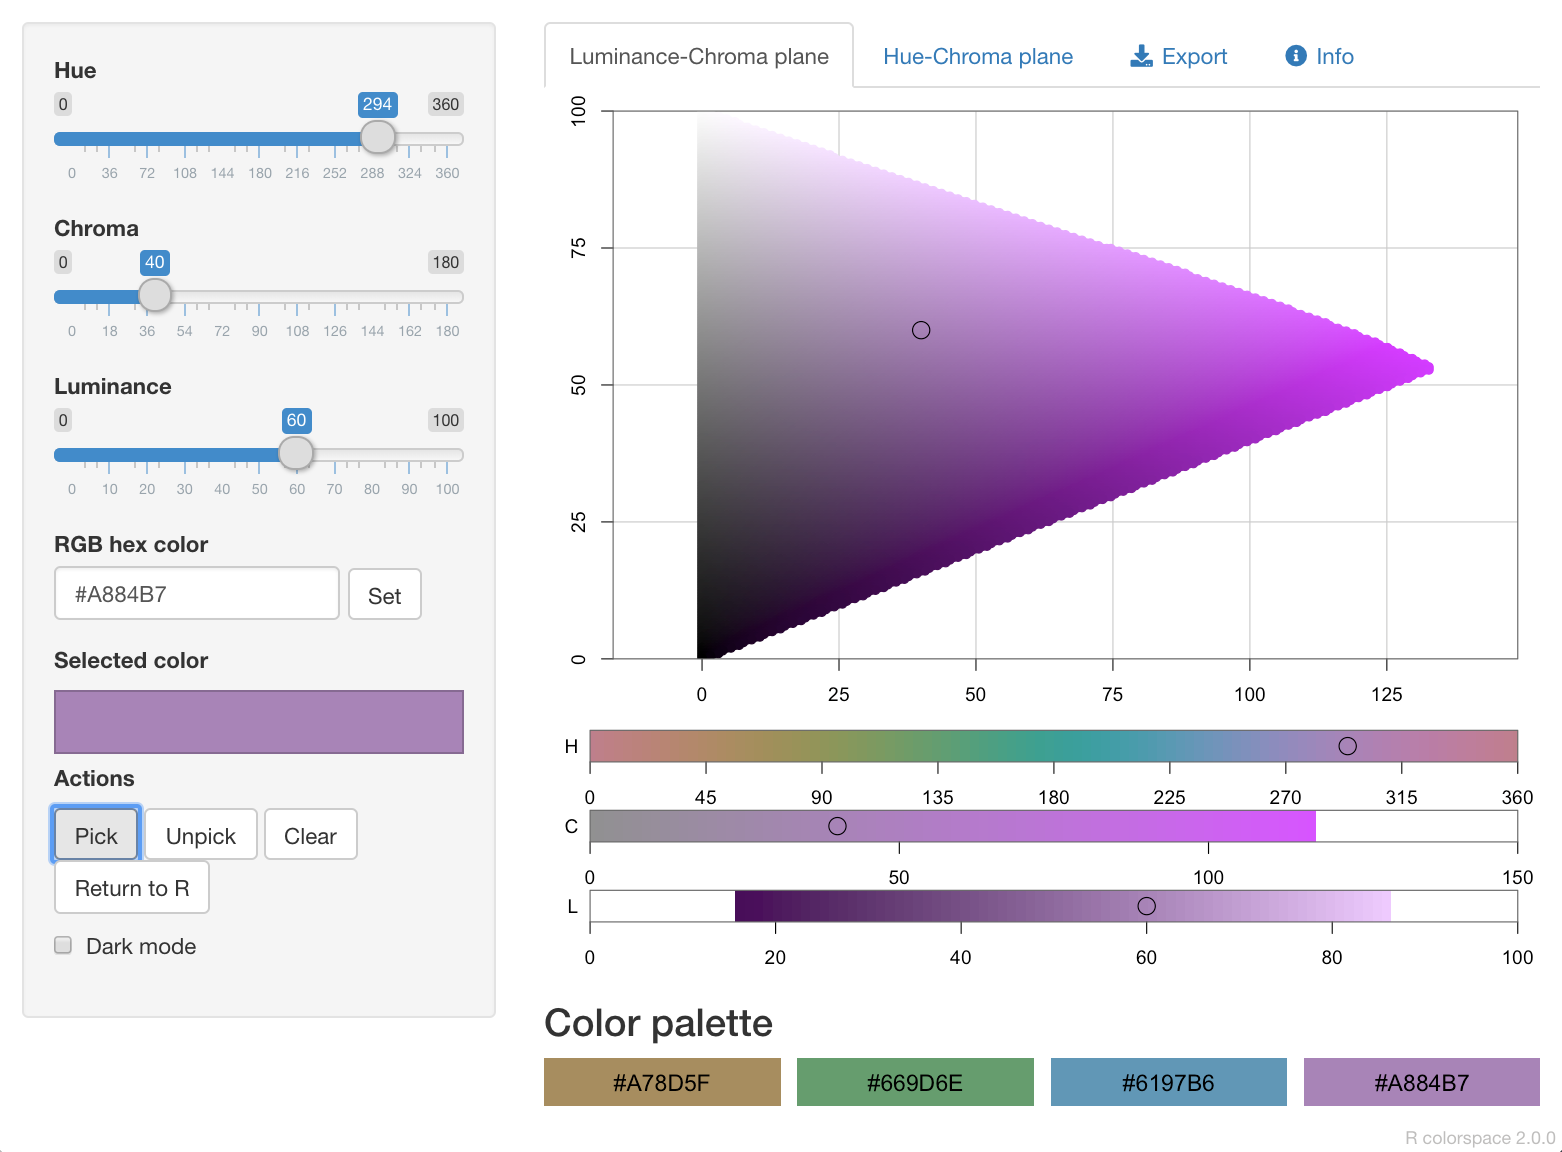 Hue
0 294 360
0 36 72 108 144 180 216 252 288 324 360
Chroma
0 40 180
0 18 36 54 72 90 108 126 144 162 180
Luminance
0 60 100
0 10 20 30 40 50 60 70 80 90 100
RGB hex color
#A884B7 Set
Selected color
Actions
Pick Unpick Clear
Return to R
Dark mode
Luminance-Chroma plane Hue-Chroma plane Export Info
100
75
50
25
0
0 25 50 75 100 125
H
0 45 90 135 180 225 270 315 360
C
0 50 100 150
L
0 20 40 60 80 100
Color palette
#A78D5F #669D6E #6197B6 #A884B7
R colorspace 2.0.0